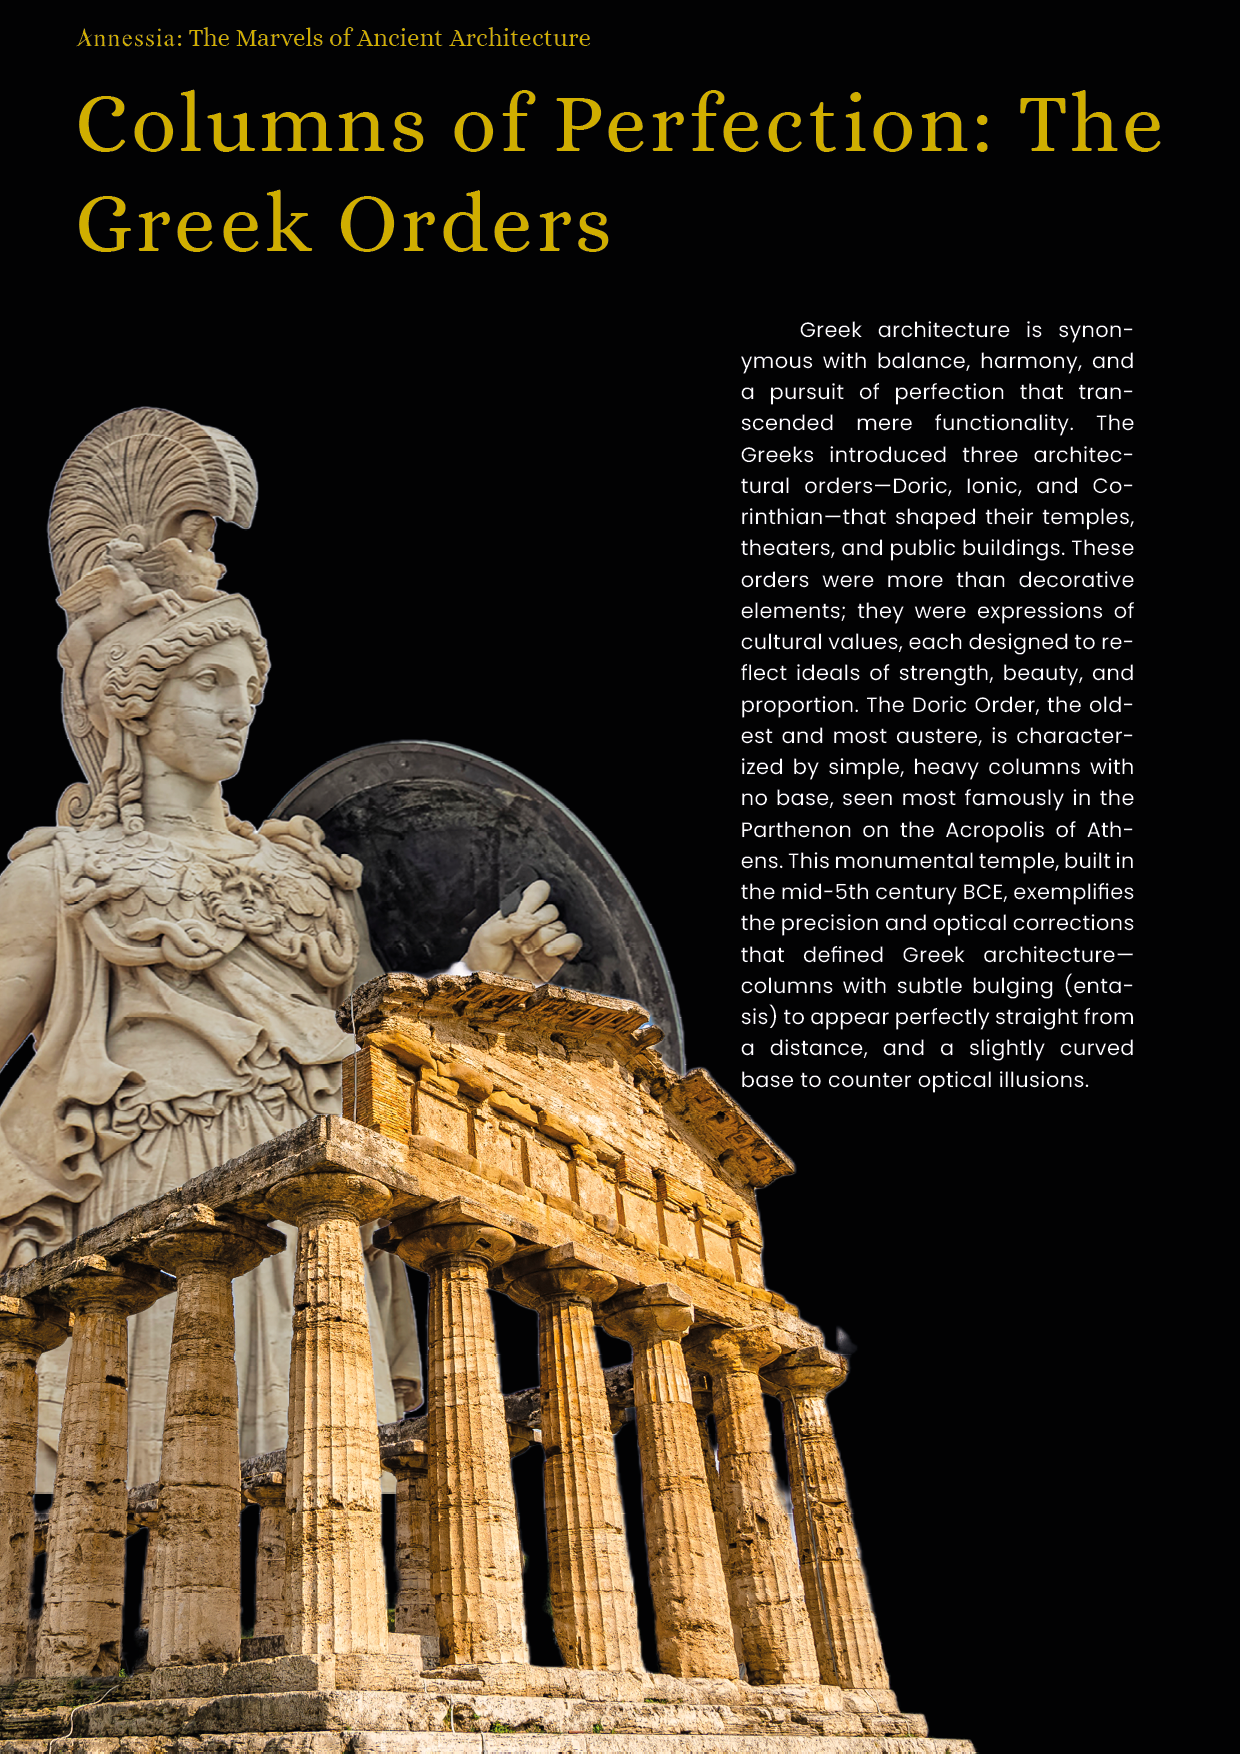 Annessia: The Marvels of Ancient Architecture
Columns of Perfection: The
Greek Orders
Greek architecture is synon-
ymous with balance, harmony, and
a pursuit of perfection that tran-
scended mere functionality. The
Greeks introduced three architec-
tural orders—Doric, Ionic, and Co-
rinthian—that shaped their temples,
theaters, and public buildings. These
orders were more than decorative
elements; they were expressions of
cultural values, each designed to re-
flect ideals of strength, beauty, and
proportion. The Doric Order, the old-
est and most austere, is character-
ized by simple, heavy columns with
no base, seen most famously in the
Parthenon on the Acropolis of Ath-
ens. This monumental temple, built in
the mid-5th century BCE, exemplifies
the precision and optical corrections
that defined Greek architecture—
columns with subtle bulging (enta-
sis) to appear perfectly straight from
a distance, and a slightly curved
base to counter optical illusions.